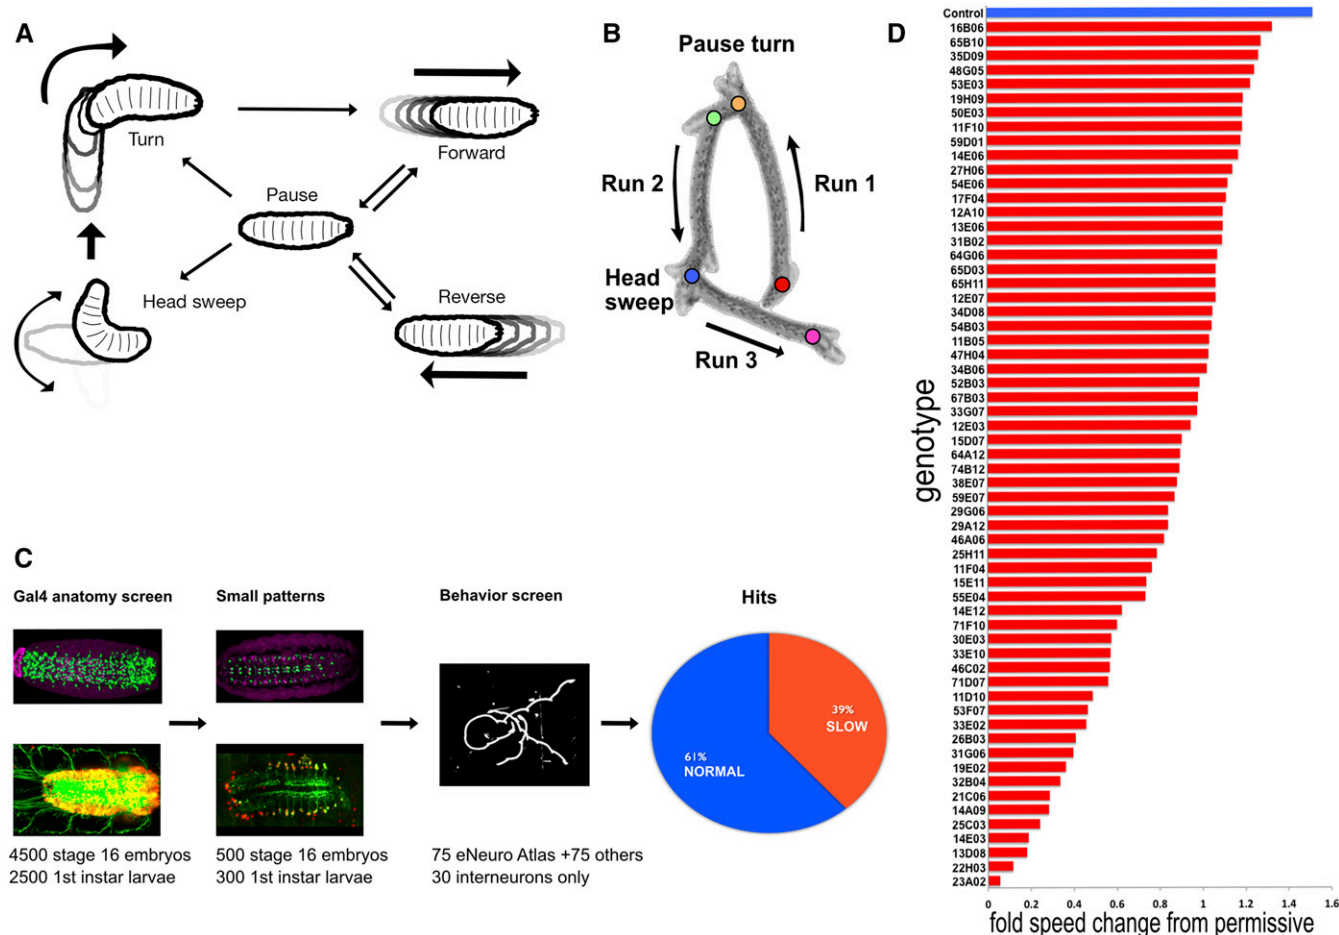 A
Turn
Forward
Pause
Head sweep
Reverse
B
Pause turn
Run 2
Run 1
Head
sweep
Run 3
C
Gal4 anatomy screen
Small patterns
Behavior screen
Hits
39%
SLOW
61%
NORMAL
4500 stage 16 embryos
2500 1st instar larvae
500 stage 16 embryos
300 1st instar larvae
75 eNeuro Atlas +75 others
30 interneurons only
D
genotype
Control
16B06
65B10
35D09
48G05
53E03
19H09
50E03
11F10
59D01
14E06
27H06
54E06
17F04
12A10
13E06
31B02
64G06
65D03
65H11
12E07
34D08
54B03
11B05
47H04
34B06
52B03
67B03
33G07
12E03
15D07
64A12
74B12
38E07
59E07
29G06
29A12
46A06
25H11
11F04
15E11
55E04
14E12
71F10
30E03
33E10
46C02
71D07
11D10
53F07
33E02
26B03
31G06
19E02
32B04
21C06
14A09
25C03
14E03
13D08
22H03
23A02
0 0.2 0.4 0.6 0.8 1 1.2 1.4 1.6
fold speed change from permissive